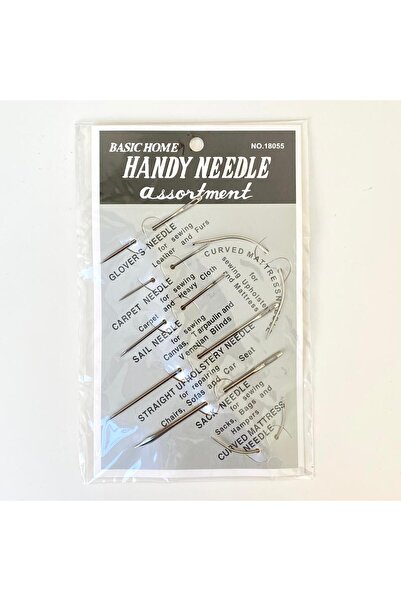 BASIC HOME
NO.18055
HANDY NEEDLE
assortment
GLOVER'S NEEDLE
for sewing
Leather and Furs
CURVED MATTRESS
for
sewing Upholstery
and Mattress
CARPET NEEDLE
for sewing
Carpet and Heavy Cloth
SAIL NEEDLE
for sewing
Canvas, Tarpaulin and
Venetian Blinds
STRAIGHT UPHOLSTERY NEEDLE
for repairing
Chairs, Sofas and Car Seat
SACK NEEDLE
for sewing
Sacks, Bags and
Hampers
CURVED MATTRESS
NEEDLE